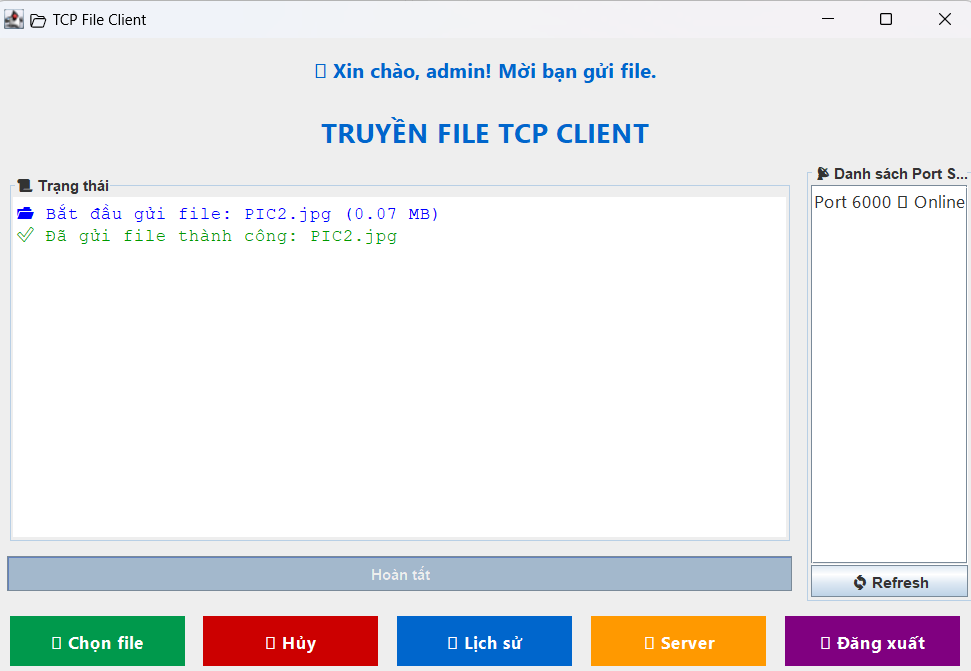 TCP File Client
Xin chào, admin! Mời bạn gửi file.
TRUYỀN FILE TCP CLIENT
Trạng thái
Bắt đầu gửi file: PIC2.jpg (0.07 MB)
Đã gửi file thành công: PIC2.jpg
Danh sách Port S...
Port 6000 ▯ Online
Hoàn tất
Refresh
Chọn file
Hủy
Lịch sử
Server
Đăng xuất